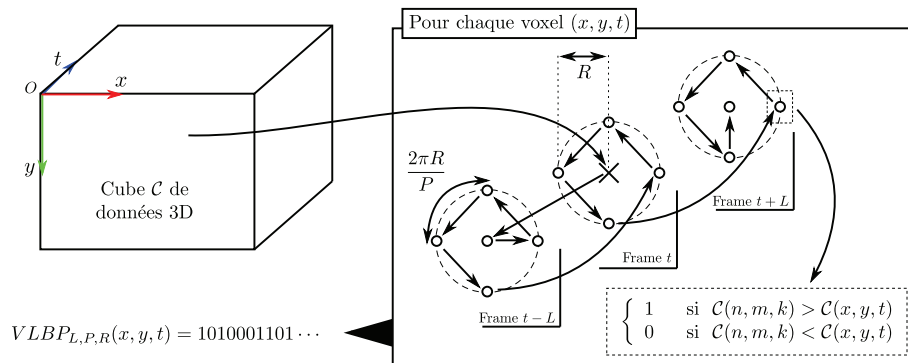 Pour chaque voxel (x, y, t)
t
O
x
y
R
2πR
P
Cube C de
données 3D
Frame t + L
Frame t
Frame t − L
{ 1 si C(n, m, k) > C(x, y, t)
0 si C(n, m, k) < C(x, y, t)
VLBP_{L,P,R}(x, y, t) = 1010001101 ⋯